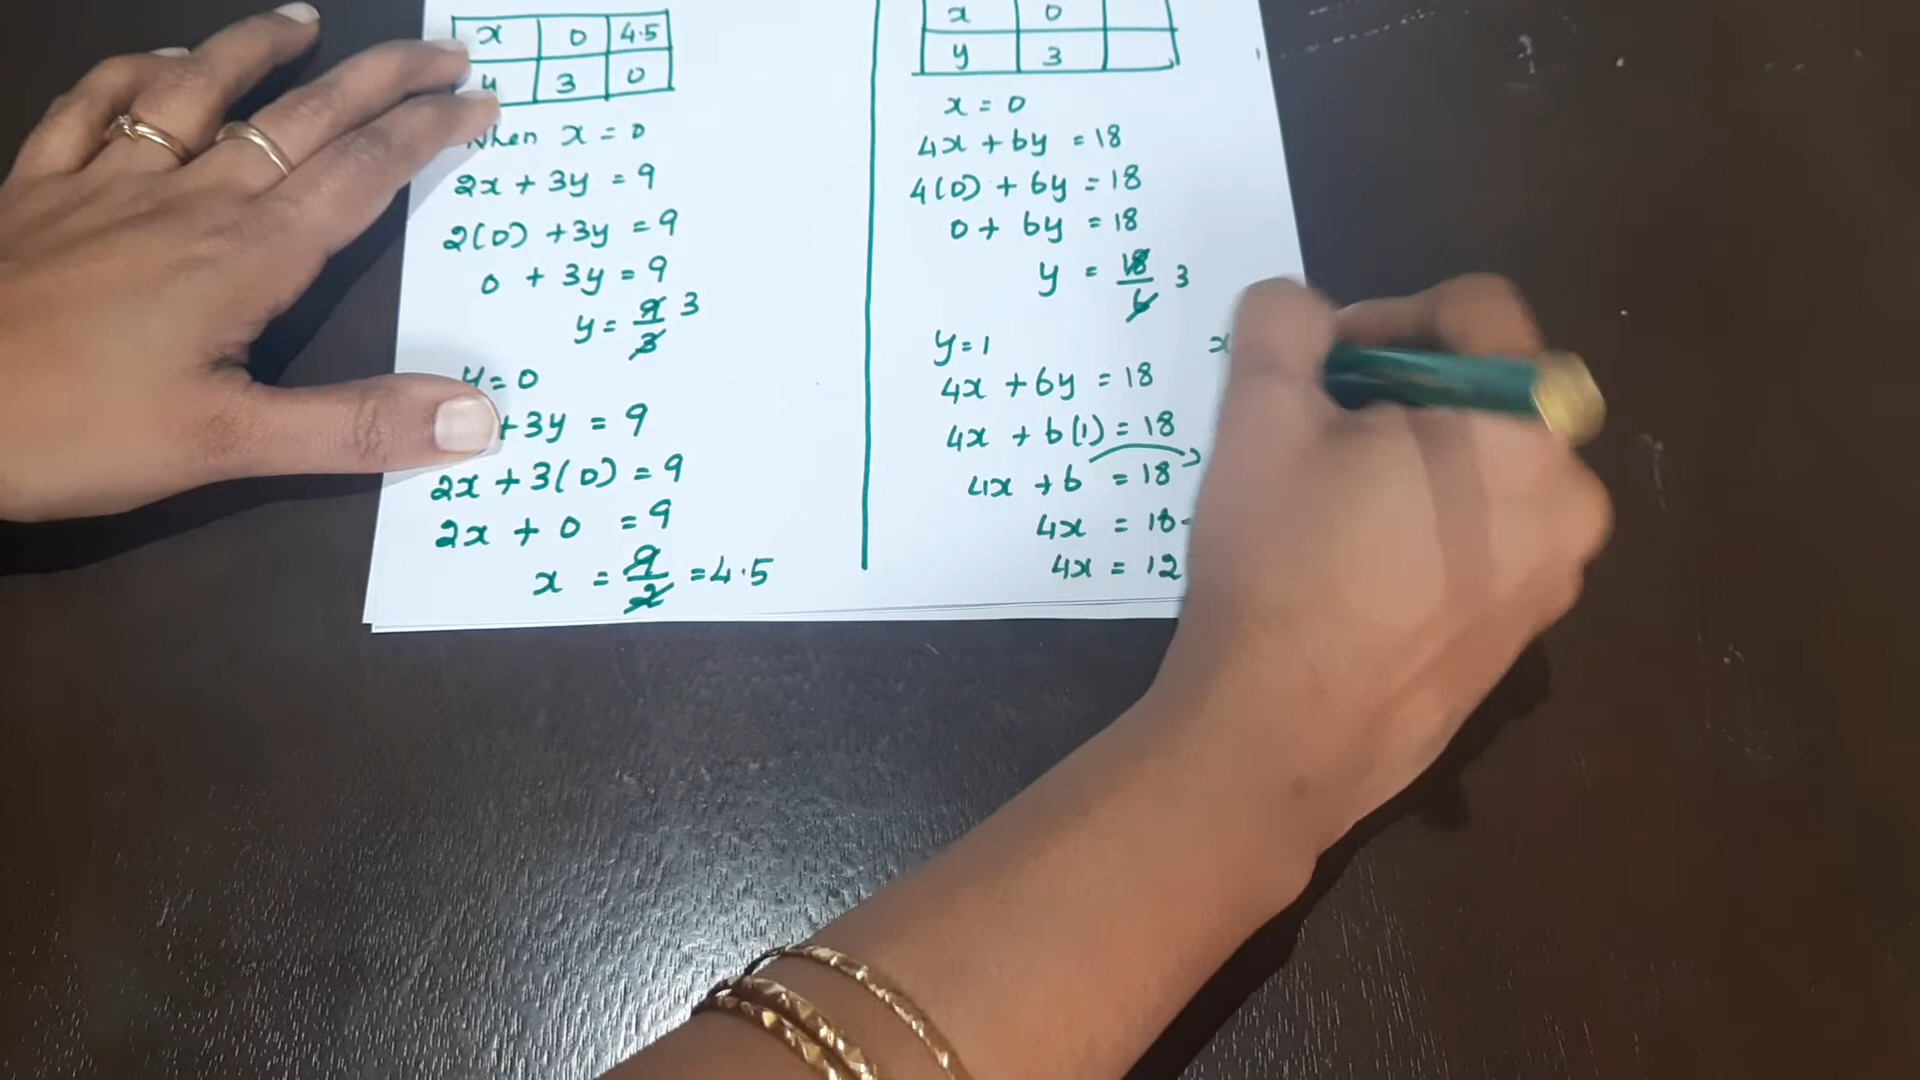 x 0 4.5
y 3 0
When x = 0
2x + 3y = 9
2(0) + 3y = 9
0 + 3y = 9
y = 9/3 3
y = 0
+ 3y = 9
2x + 3(0) = 9
2x + 0 = 9
x = 9/2 = 4.5
x 0
y 3
x = 0
4x + 6y = 18
4(0) + 6y = 18
0 + 6y = 18
y = 18/6 3
y = 1
4x + 6y = 18
4x + 6(1) = 18
4x + 6 = 18
4x = 18 -
4x = 12
x